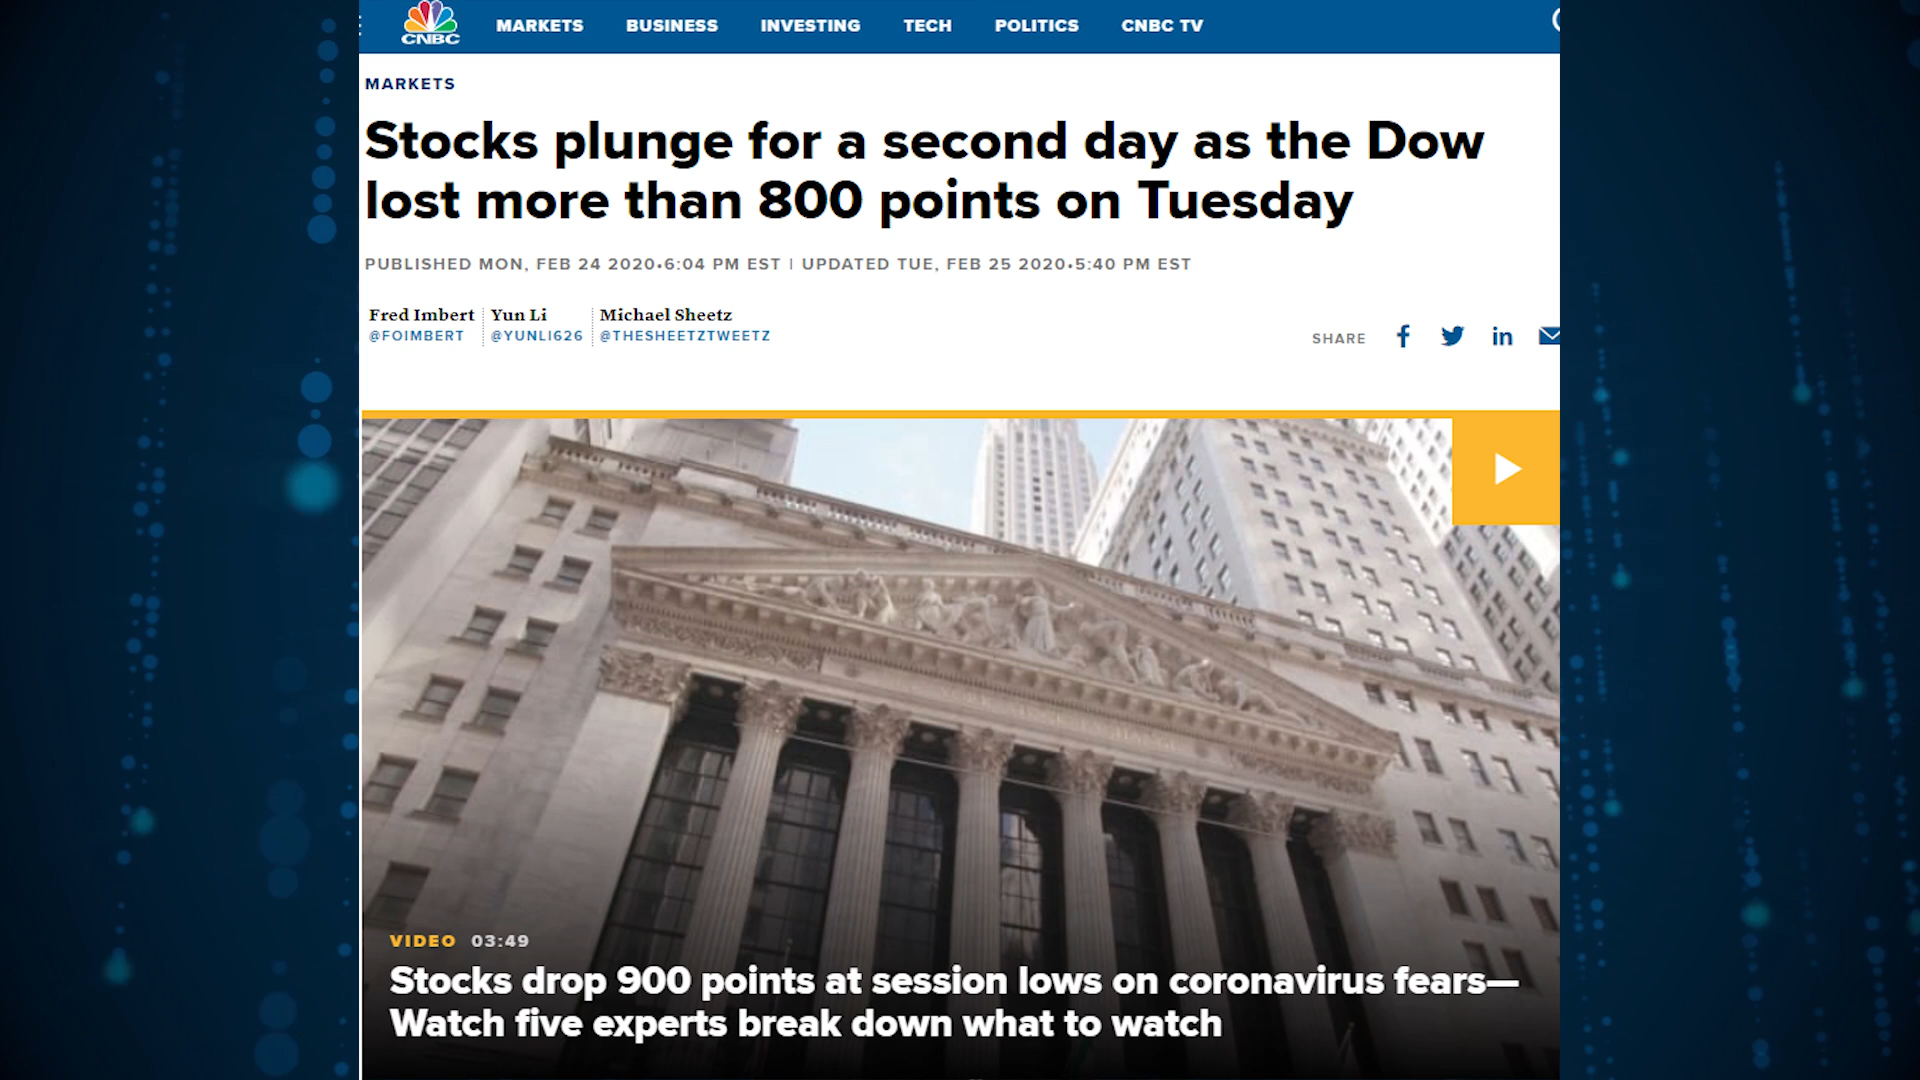 CNBC
MARKETS
BUSINESS
INVESTING
TECH
POLITICS
CNBC TV
MARKETS
Stocks plunge for a second day as the Dow
lost more than 800 points on Tuesday
PUBLISHED MON, FEB 24 2020•6:04 PM EST | UPDATED TUE, FEB 25 2020•5:40 PM EST
Fred Imbert
@FOIMBERT
Yun Li
@YUNLI626
Michael Sheetz
@THESHEETZTWEETZ
SHARE
VIDEO 03:49
Stocks drop 900 points at session lows on coronavirus fears—
Watch five experts break down what to watch